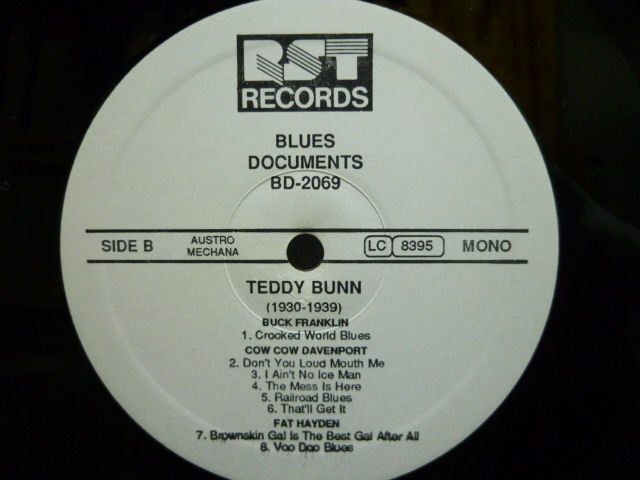 RST
RECORDS
BLUES
DOCUMENTS
BD-2069
SIDE B
AUSTRO
MECHANA
LC 8395
MONO
TEDDY BUNN
(1930-1939)
BUCK FRANKLIN
1. Crooked World Blues
COW COW DAVENPORT
2. Don't You Loud Mouth Me
3. I Ain't No Ice Man
4. The Mess Is Here
5. Railroad Blues
6. That'll Get It
FAT HAYDEN
7. Brownskin Gal Is The Best Gal After All
8. Voo Doo Blues